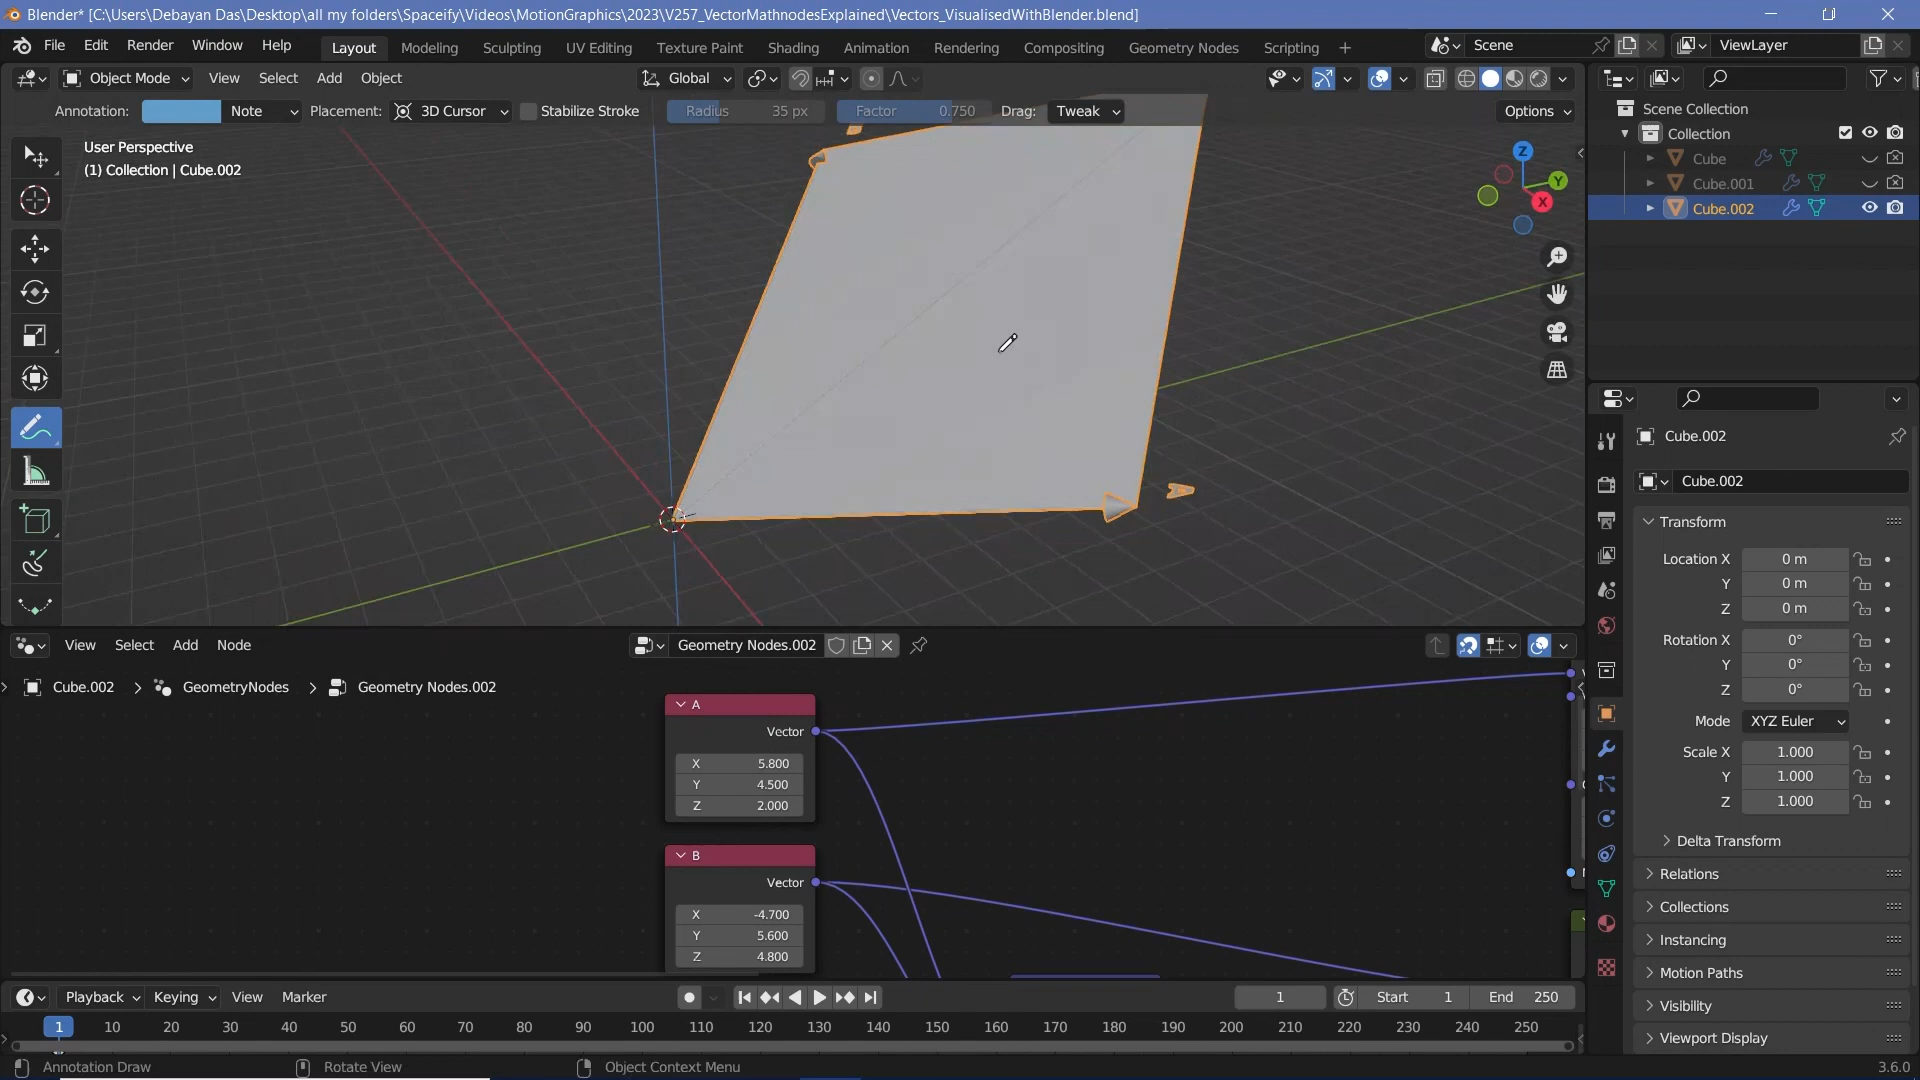 Blender* [C:\Users\Debayan Das\Desktop\all my folders\Spaceify\Videos\MotionGraphics\2023\V257_VectorMathnodesExplained\Vectors_VisualisedWithBlender.blend]
File Edit Render Window Help Layout Modeling Sculpting UV Editing Texture Paint Shading Animation Rendering Compositing Geometry Nodes Scripting + Scene ViewLayer
Object Mode View Select Add Object Global
Annotation: Note Placement: 3D Cursor Stabilize Stroke Radius 35 px Factor 0.750 Drag: Tweak Options
User Perspective
(1) Collection | Cube.002
Z
Y
X
A
Scene Collection
Collection
Cube
Cube.001
Cube.002
Cube.002
Cube.002
Transform
Location X 0 m
Y 0 m
Z 0 m
Rotation X 0°
Y 0°
Z 0°
Mode XYZ Euler
Scale X 1.000
Y 1.000
Z 1.000
Delta Transform
Relations
Collections
Instancing
Motion Paths
Visibility
Viewport Display
View Select Add Node Geometry Nodes.002
Cube.002 > GeometryNodes > Geometry Nodes.002
A
Vector
X 5.800
Y 4.500
Z 2.000
B
Vector
X -4.700
Y 5.600
Z 4.800
Playback Keying View Marker 1 Start 1 End 250
1 10 20 30 40 50 60 70 80 90 100 110 120 130 140 150 160 170 180 190 200 210 220 230 240 250
Annotation Draw Rotate View Object Context Menu 3.6.0